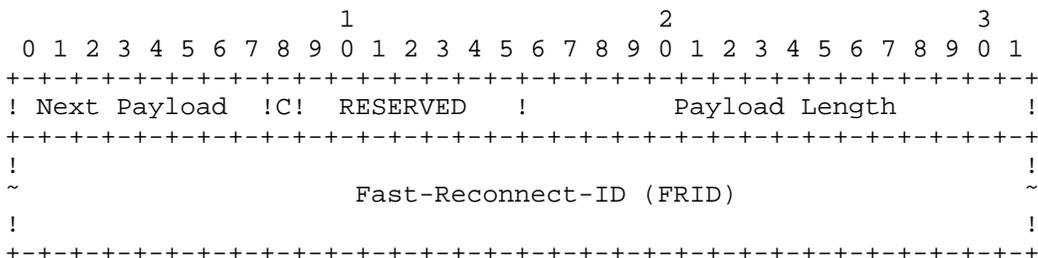 1                   2                   3
 0 1 2 3 4 5 6 7 8 9 0 1 2 3 4 5 6 7 8 9 0 1 2 3 4 5 6 7 8 9 0 1
+-+-+-+-+-+-+-+-+-+-+-+-+-+-+-+-+-+-+-+-+-+-+-+-+-+-+-+-+-+-+-+-+
! Next Payload  !C!  RESERVED   !         Payload Length        !
+-+-+-+-+-+-+-+-+-+-+-+-+-+-+-+-+-+-+-+-+-+-+-+-+-+-+-+-+-+-+-+-+
!                                                               !
~                     Fast-Reconnect-ID (FRID)                  ~
!                                                               !
+-+-+-+-+-+-+-+-+-+-+-+-+-+-+-+-+-+-+-+-+-+-+-+-+-+-+-+-+-+-+-+-+